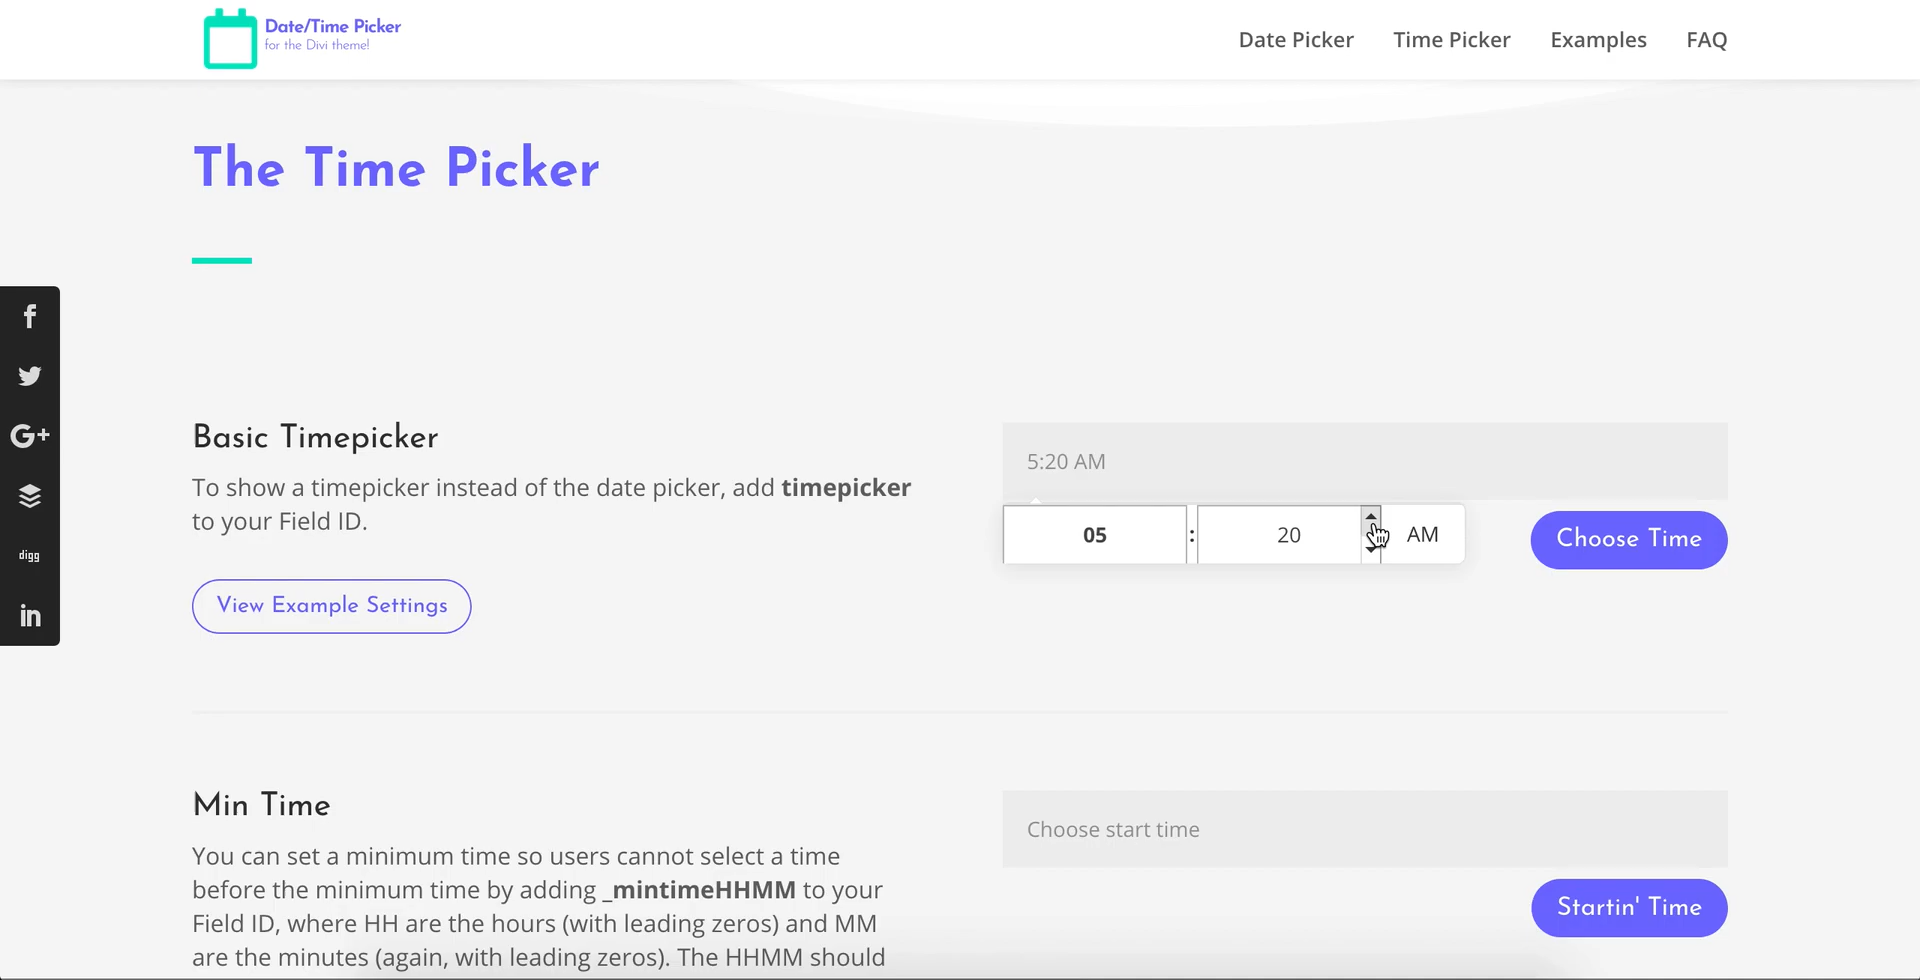 Date/Time Picker
for the Divi theme!
Date Picker
Time Picker
Examples
FAQ
The Time Picker
G+
digg
in
Basic Timepicker
To show a timepicker instead of the date picker, add timepicker
to your Field ID.
View Example Settings
5:20 AM
05 : 20 AM
Choose Time
Min Time
You can set a minimum time so users cannot select a time
before the minimum time by adding _mintimeHHMM to your
Field ID, where HH are the hours (with leading zeros) and MM
are the minutes (again, with leading zeros). The HHMM should
Choose start time
Startin' Time